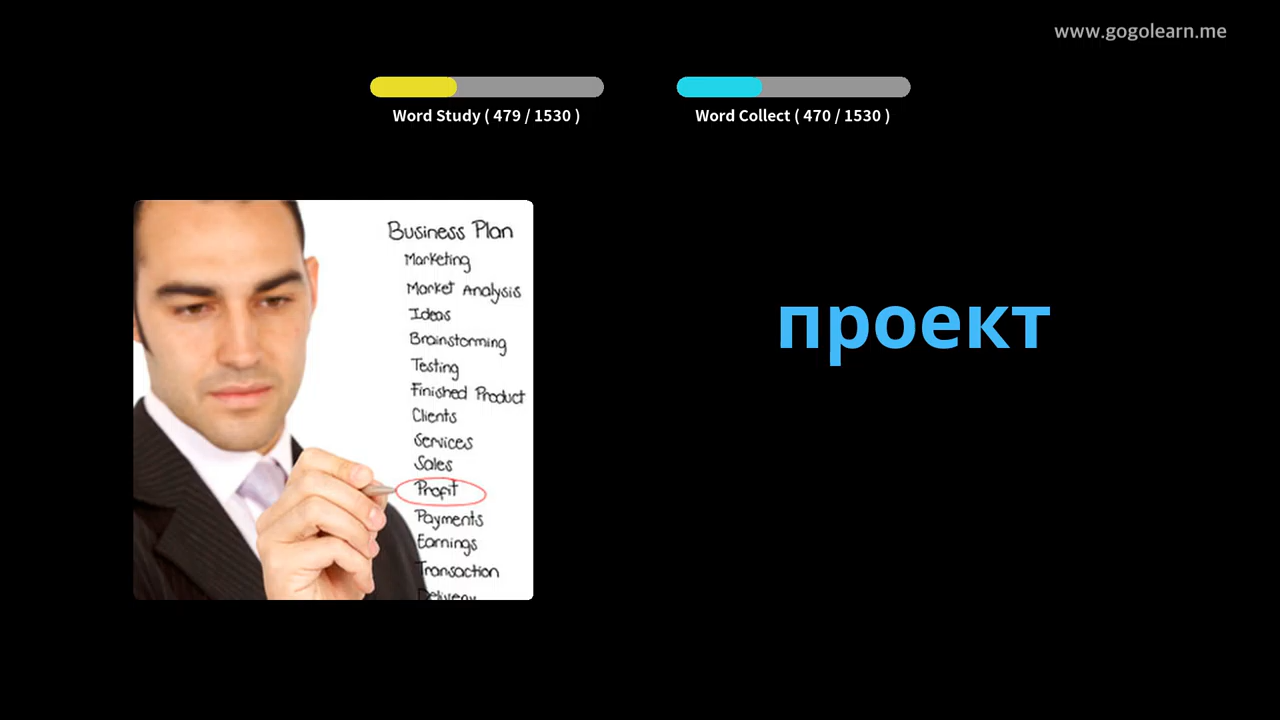 www.gogolearn.me
Word Study ( 479 / 1530 )
Word Collect ( 470 / 1530 )
Business Plan
Marketing
Market Analysis
Ideas
Brainstorming
Testing
Finished Product
Clients
Services
Sales
Profit
Payments
Earnings
Transaction
Delivery
проект